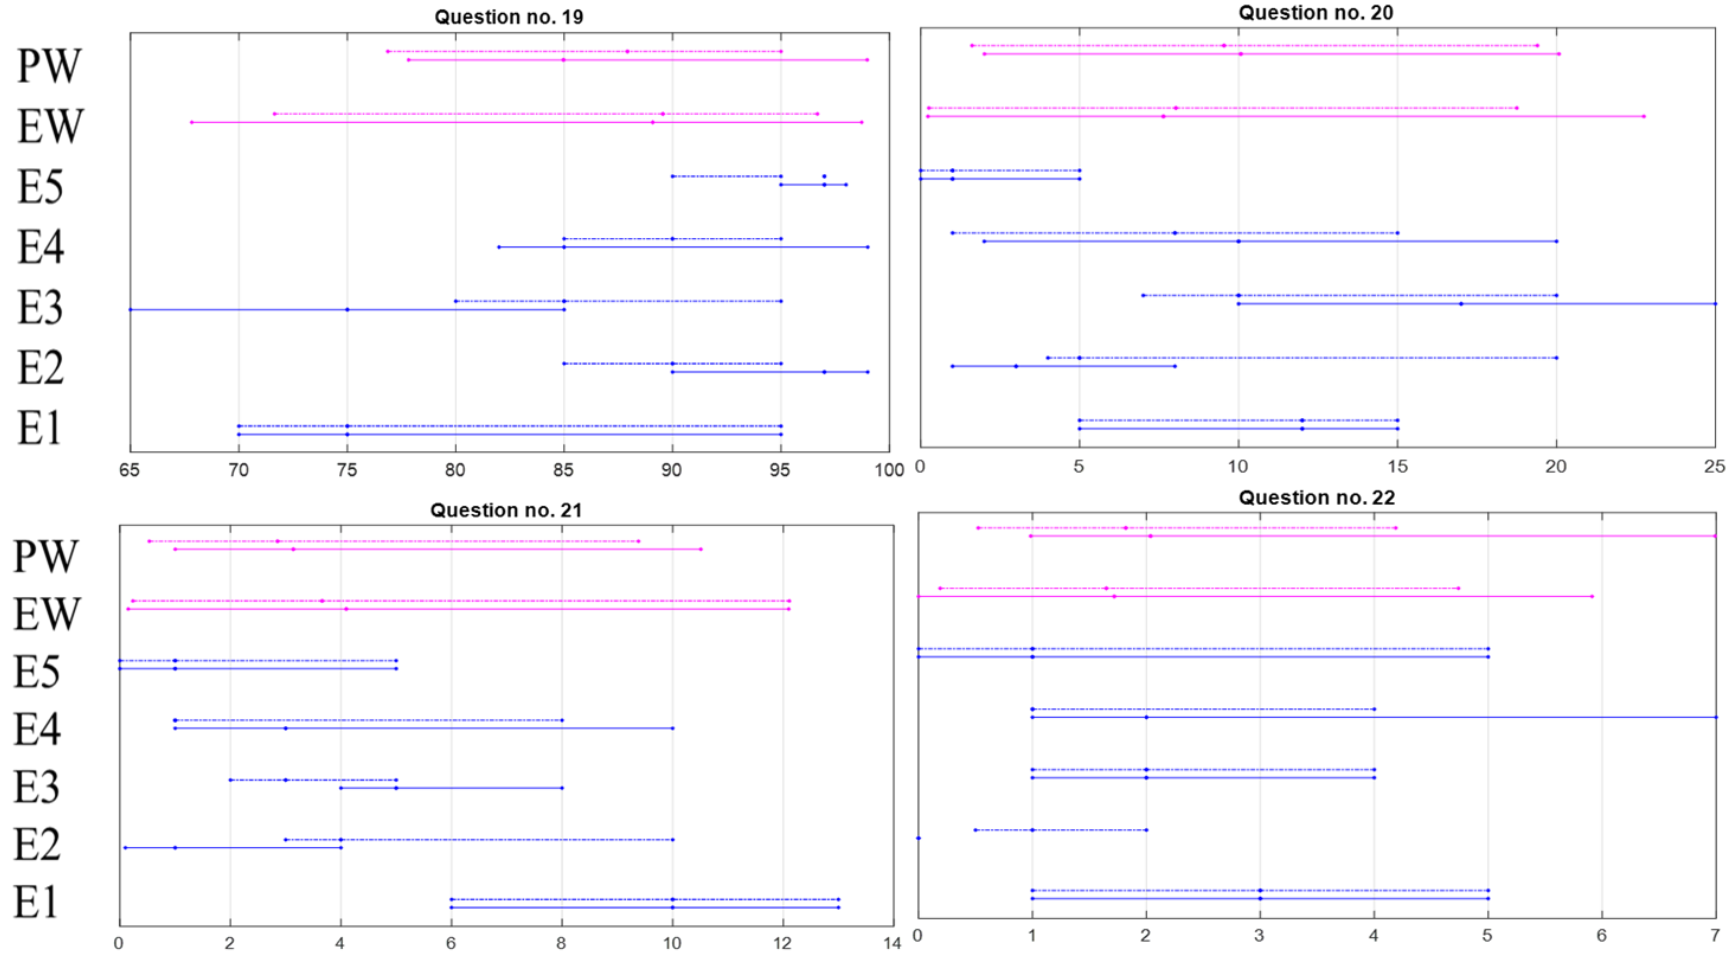 Question no. 19
PW
EW
E5
E4
E3
E2
E1
65 70 75 80 85 90 95 100
Question no. 20
0 5 10 15 20 25
Question no. 21
PW
EW
E5
E4
E3
E2
E1
0 2 4 6 8 10 12 14
Question no. 22
0 1 2 3 4 5 6 7